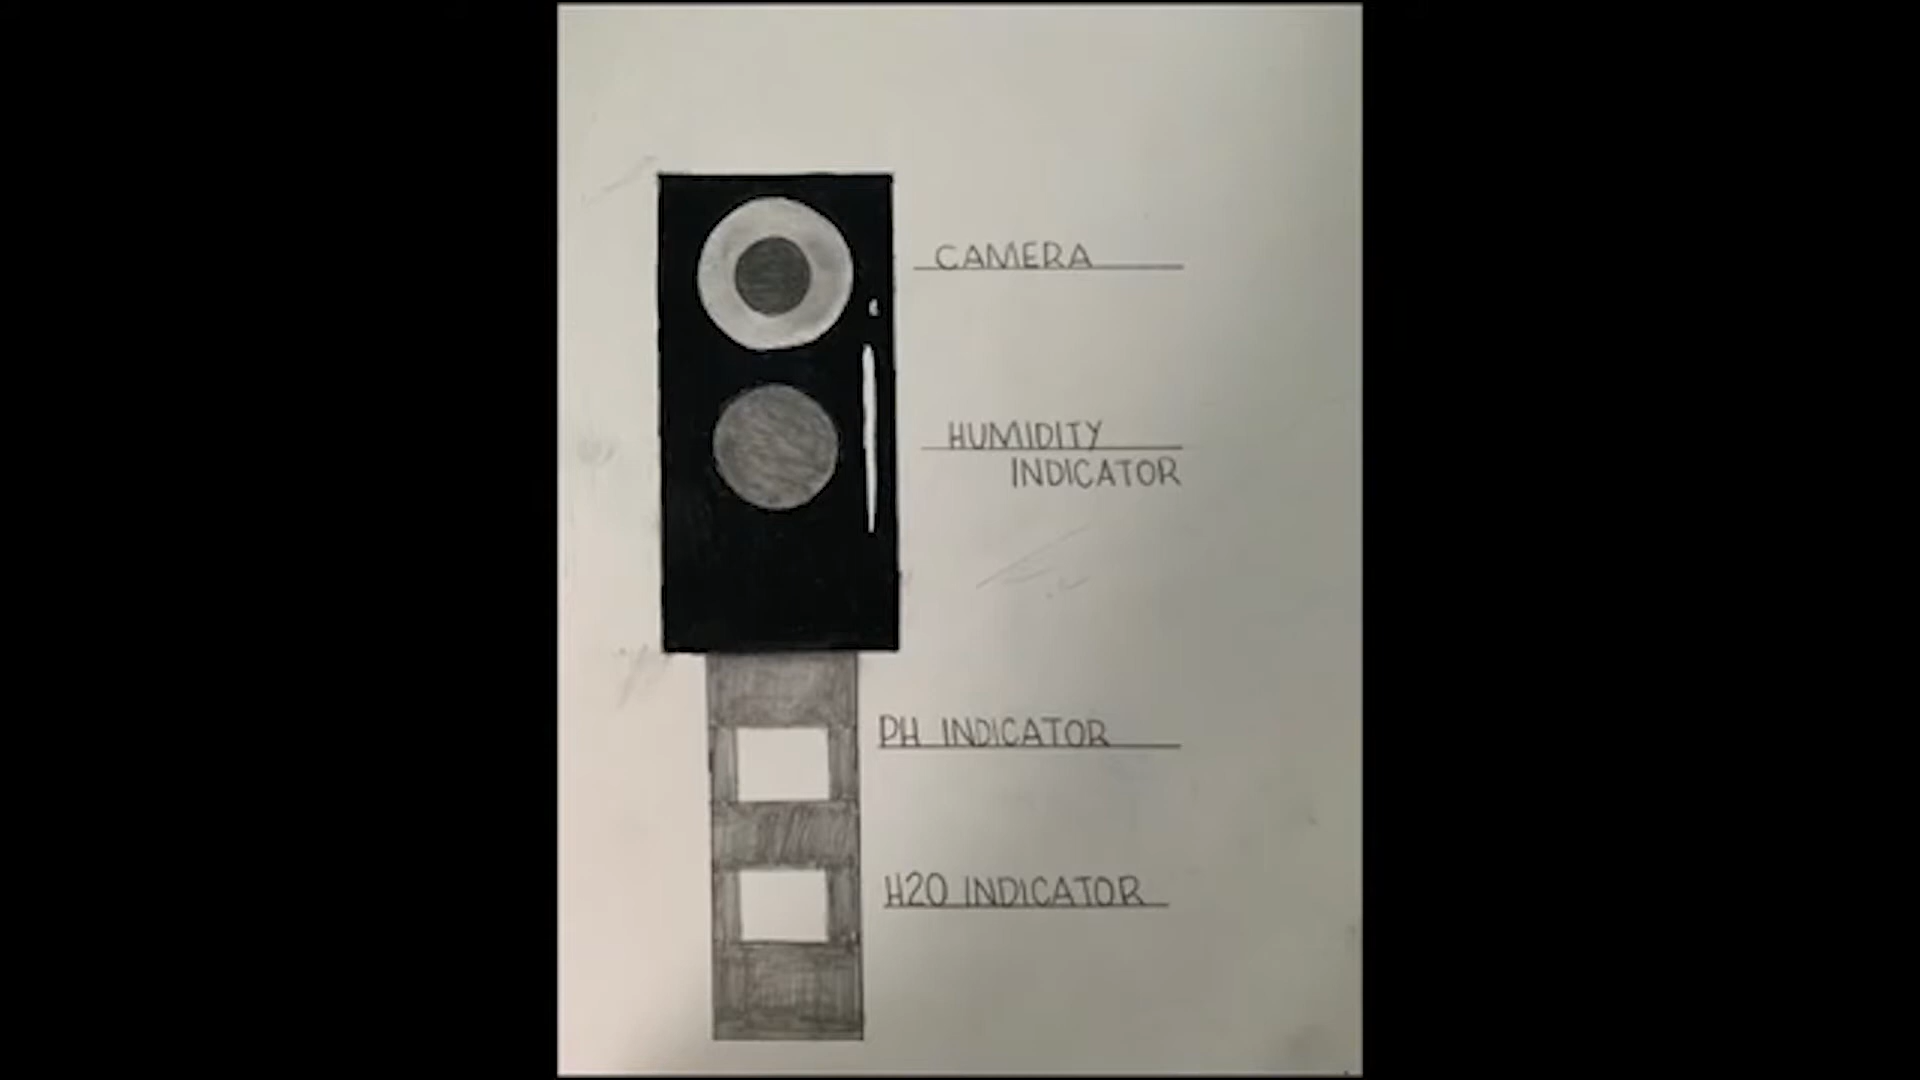 CAMERA
HUMIDITY
INDICATOR
PH INDICATOR
H2O INDICATOR